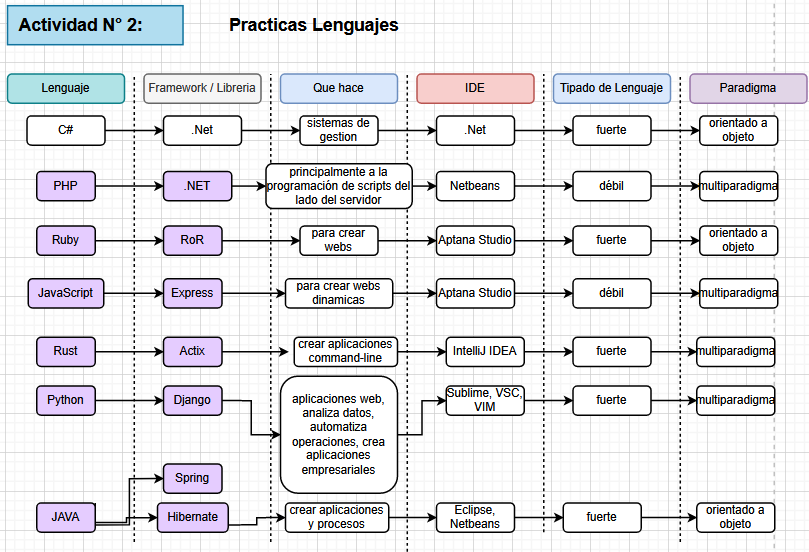 Actividad N° 2:
Practicas Lenguajes
Lenguaje
Framework / Libreria
Que hace
IDE
Tipado de Lenguaje
Paradigma
C#
.Net
sistemas de
gestion
.Net
fuerte
orientado a
objeto
PHP
.NET
principalmente a la
programación de scripts del
lado del servidor
Netbeans
débil
multiparadigma
Ruby
RoR
para crear
webs
Aptana Studio
fuerte
orientado a
objeto
JavaScript
Express
para crear webs
dinamicas
Aptana Studio
débil
multiparadigma
Rust
Actix
crear aplicaciones
command-line
IntelliJ IDEA
fuerte
multiparadigma
Python
Django
aplicaciones web,
analiza datos,
automatiza
operaciones, crea
aplicaciones
empresariales
Sublime, VSC,
VIM
fuerte
multiparadigma
Spring
JAVA
Hibernate
crear aplicaciones
y procesos
Eclipse,
Netbeans
fuerte
orientado a
objeto